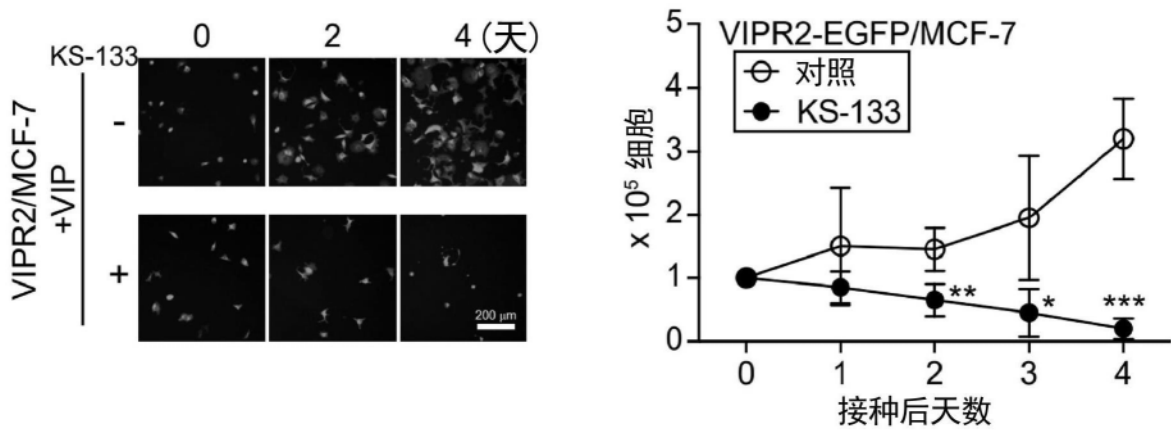 0 2 4 (天)
KS-133
VIPR2/MCF-7
+VIP
-
+
200 μm
VIPR2-EGFP/MCF-7
对照
KS-133
x 10⁵ 细胞
5
4
3
2
1
0
** * ***
0 1 2 3 4
接种后天数